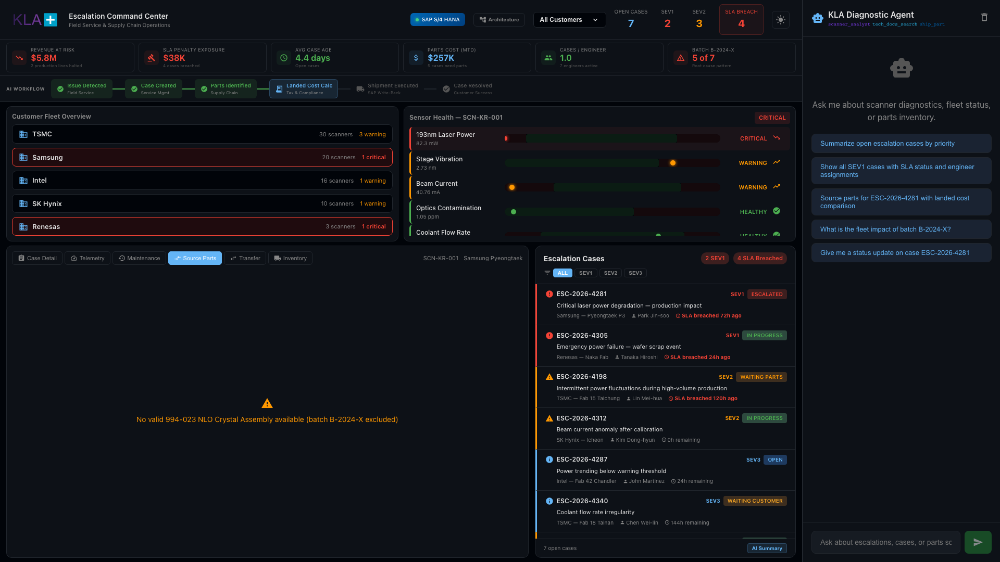 KLA+
Escalation Command Center
Field Service & Supply Chain Operations
SAP S/4 HANA
Architecture
All Customers
OPEN CASES
7
SEV1
2
SEV2
3
SLA BREACH
4
REVENUE AT RISK
$5.8M
2 production lines halted
SLA PENALTY EXPOSURE
$38K
4 cases breached
AVG CASE AGE
4.4 days
Open cases
PARTS COST (MTD)
$257K
5 cases need parts
CASES / ENGINEER
1.0
7 engineers active
BATCH B-2024-X
5 of 7
Root cause pattern
AI WORKFLOW
Issue Detected
Field Service
Case Created
Service Mgmt
Parts Identified
Supply Chain
Landed Cost Calc
Tax & Compliance
Shipment Executed
SAP Write-Back
Case Resolved
Customer Success
Customer Fleet Overview
TSMC 30 scanners 3 warning
Samsung 20 scanners 1 critical
Intel 16 scanners 1 warning
SK Hynix 10 scanners 1 warning
Renesas 3 scanners 1 critical
Sensor Health — SCN-KR-001 CRITICAL
193nm Laser Power
82.3 mW
CRITICAL
Stage Vibration
2.73 nm
WARNING
Beam Current
40.76 mA
WARNING
Optics Contamination
1.05 ppm
HEALTHY
Coolant Flow Rate
HEALTHY
Case Detail
Telemetry
Maintenance
Source Parts
Transfer
Inventory
SCN-KR-001 Samsung Pyeongtaek
No valid 994-023 NLO Crystal Assembly available (batch B-2024-X excluded)
Escalation Cases 2 SEV1 4 SLA Breached
ALL SEV1 SEV2 SEV3
ESC-2026-4281 SEV1 ESCALATED
Critical laser power degradation — production impact
Samsung — Pyeongtaek P3 Park Jin-soo SLA breached 72h ago
ESC-2026-4305 SEV1 IN PROGRESS
Emergency power failure — wafer scrap event
Renesas — Naka Fab Tanaka Hiroshi SLA breached 24h ago
ESC-2026-4198 SEV2 WAITING PARTS
Intermittent power fluctuations during high-volume production
TSMC — Fab 15 Taichung Lin Mei-hua SLA breached 120h ago
ESC-2026-4312 SEV2 IN PROGRESS
Beam current anomaly after calibration
SK Hynix — Icheon Kim Dong-hyun 0h remaining
ESC-2026-4287 SEV3 OPEN
Power trending below warning threshold
Intel — Fab 42 Chandler John Martinez 24h remaining
ESC-2026-4340 SEV3 WAITING CUSTOMER
Coolant flow rate irregularity
TSMC — Fab 18 Tainan Chen Wei-lin 144h remaining
7 open cases AI Summary
KLA Diagnostic Agent
scanner_analyst tech_docs_search ship_part
Ask me about scanner diagnostics, fleet status,
or parts inventory.
Summarize open escalation cases by priority
Show all SEV1 cases with SLA status and engineer
assignments
Source parts for ESC-2026-4281 with landed cost
comparison
What is the fleet impact of batch B-2024-X?
Give me a status update on case ESC-2026-4281
Ask about escalations, cases, or parts sc